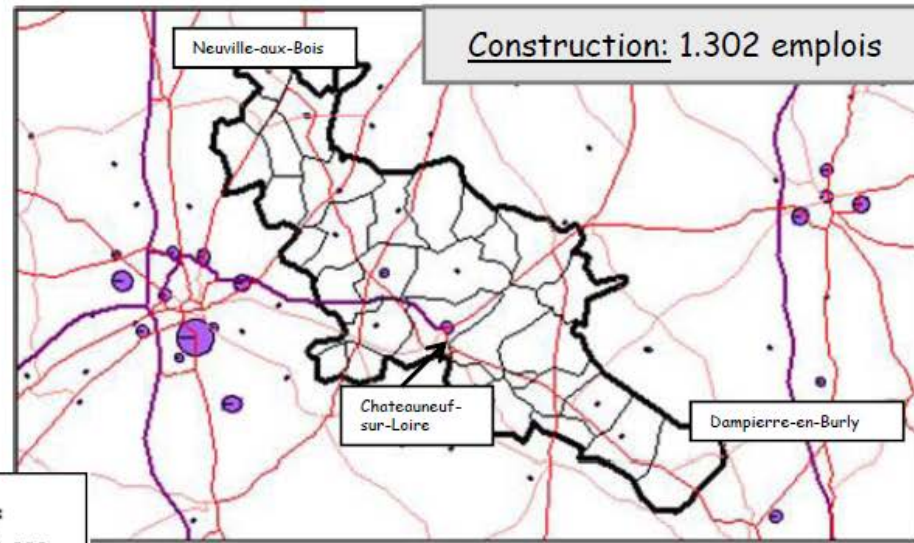 Neuville-aux-Bois
Construction: 1.302 emplois
Chateauneuf-
sur-Loire
Dampierre-en-Burly